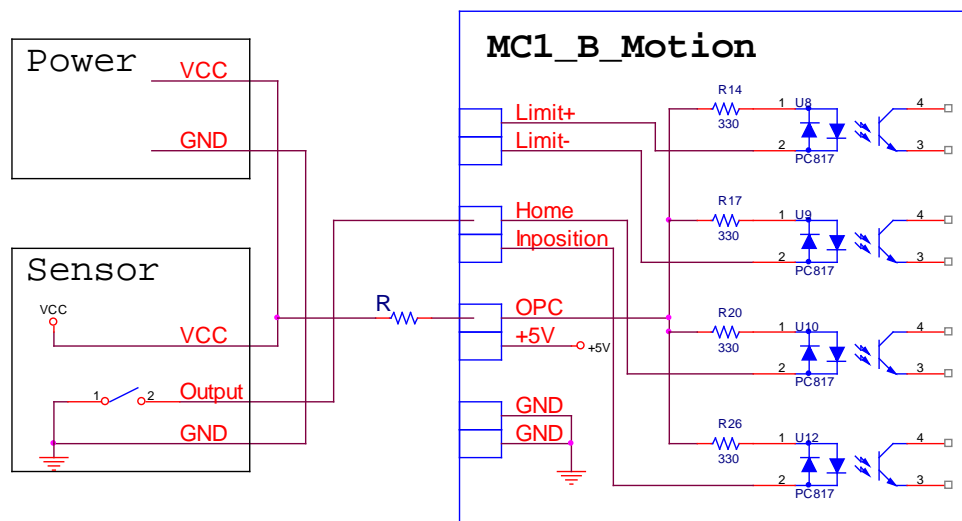 Power
VCC
GND
Sensor
VCC
VCC
1
2
Output
GND
R
MC1_B_Motion
Limit+
Limit-
Home
Inposition
OPC
+5V
+5V
GND
GND
R14
330
1
U8
2
PC817
4
3
R17
330
1
U9
2
PC817
4
3
R20
330
1
U10
2
PC817
4
3
R26
330
1
U12
2
PC817
4
3